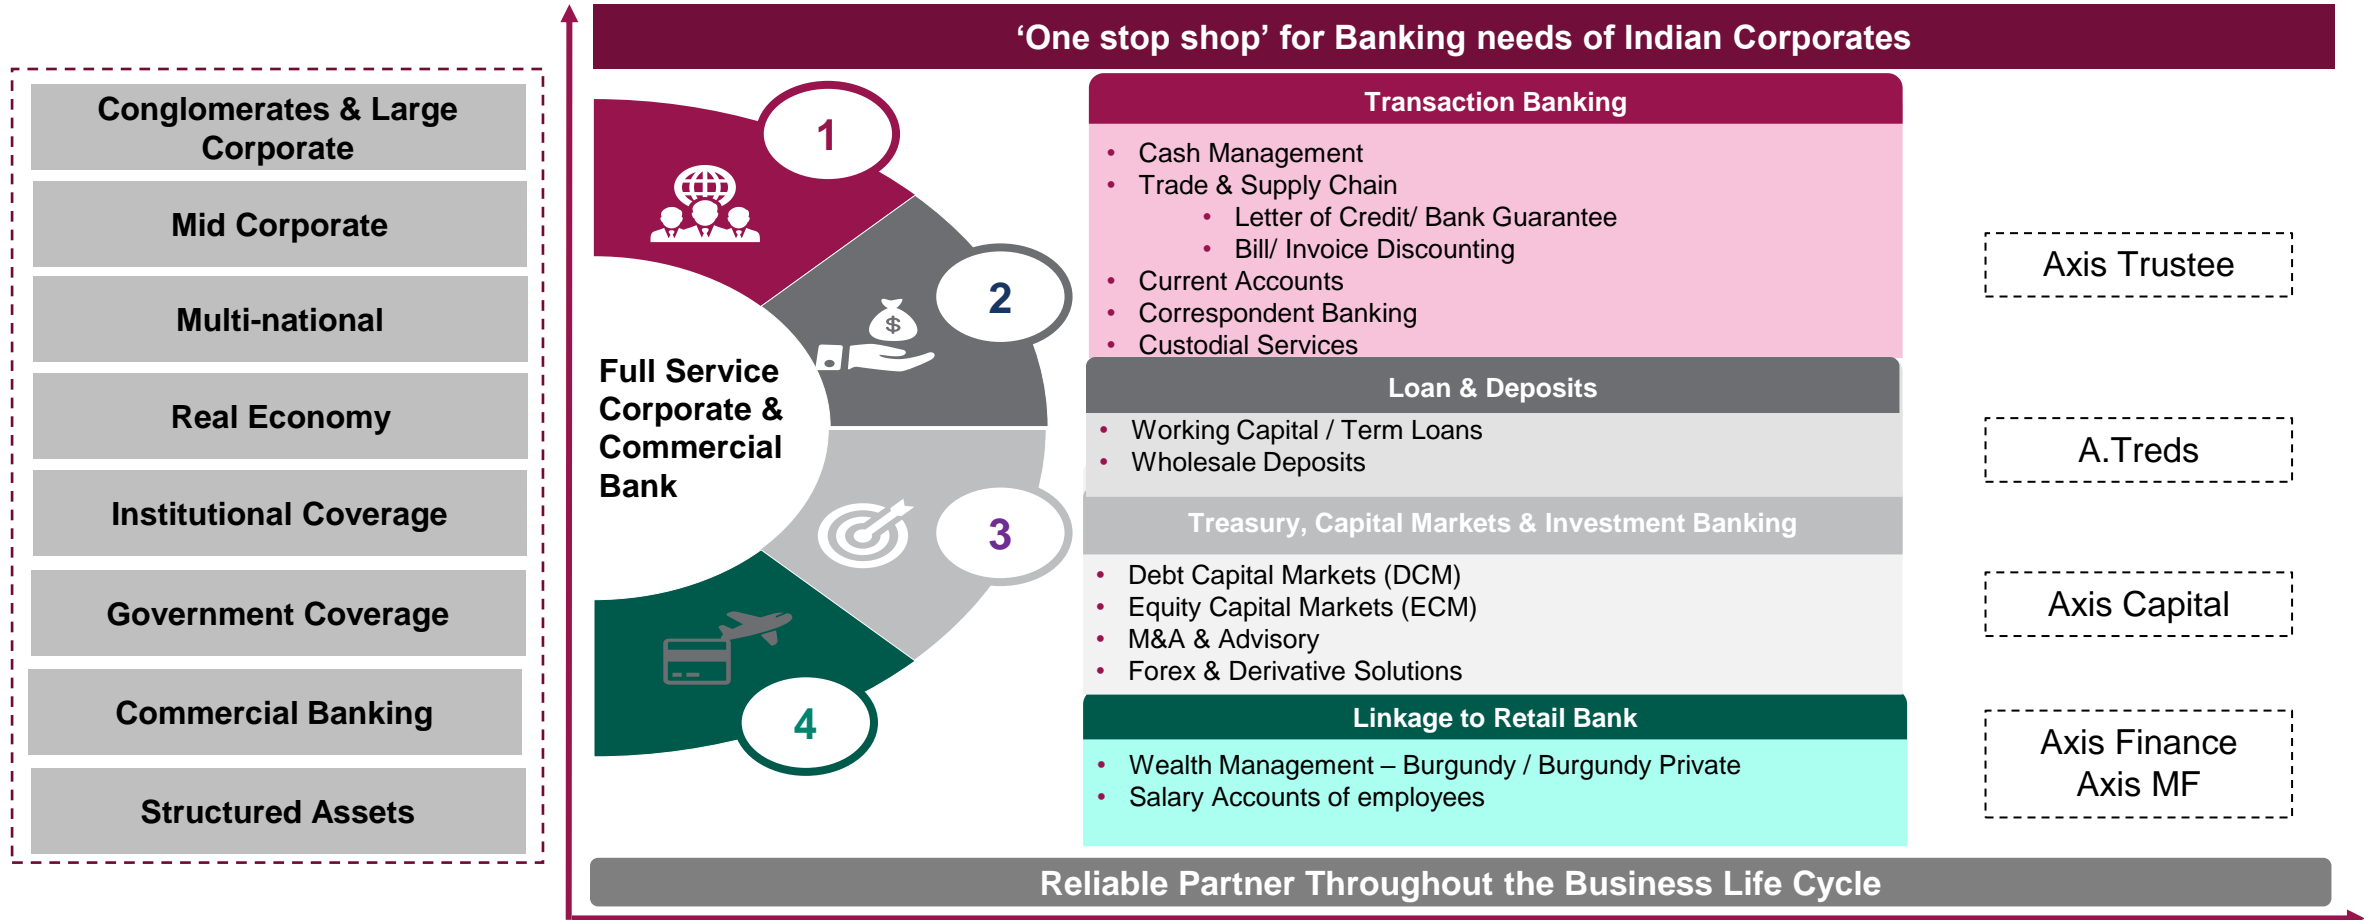 ‘One stop shop’ for Banking needs of Indian Corporates
Conglomerates & Large
Corporate
Mid Corporate
Multi-national
Real Economy
Institutional Coverage
Government Coverage
Commercial Banking
Structured Assets
Full Service
Corporate &
Commercial
Bank
1
$
2
3
4
Transaction Banking
• Cash Management
• Trade & Supply Chain
• Letter of Credit/ Bank Guarantee
• Bill/ Invoice Discounting
• Current Accounts
• Correspondent Banking
• Custodial Services
Loan & Deposits
• Working Capital / Term Loans
• Wholesale Deposits
Treasury, Capital Markets & Investment Banking
• Debt Capital Markets (DCM)
• Equity Capital Markets (ECM)
• M&A & Advisory
• Forex & Derivative Solutions
Linkage to Retail Bank
• Wealth Management – Burgundy / Burgundy Private
• Salary Accounts of employees
Axis Trustee
A.Treds
Axis Capital
Axis Finance
Axis MF
Reliable Partner Throughout the Business Life Cycle